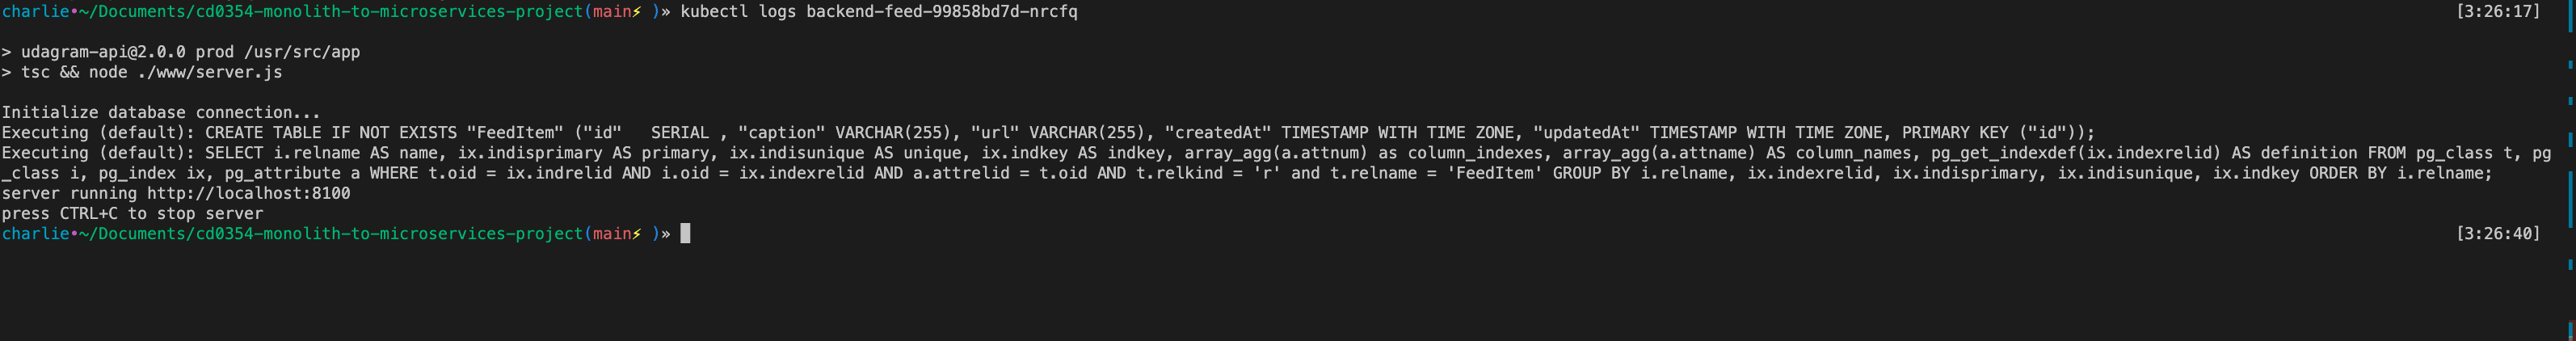 charlie•~/Documents/cd0354-monolith-to-microservices-project(main⚡ )» kubectl logs backend-feed-99858bd7d-nrcfq [3:26:17]
> udagram-api@2.0.0 prod /usr/src/app
> tsc && node ./www/server.js
Initialize database connection...
Executing (default): CREATE TABLE IF NOT EXISTS "FeedItem" ("id"   SERIAL , "caption" VARCHAR(255), "url" VARCHAR(255), "createdAt" TIMESTAMP WITH TIME ZONE, "updatedAt" TIMESTAMP WITH TIME ZONE, PRIMARY KEY ("id"));
Executing (default): SELECT i.relname AS name, ix.indisprimary AS primary, ix.indisunique AS unique, ix.indkey AS indkey, array_agg(a.attnum) as column_indexes, array_agg(a.attname) AS column_names, pg_get_indexdef(ix.indexrelid) AS definition FROM pg_class t, pg
_class i, pg_index ix, pg_attribute a WHERE t.oid = ix.indrelid AND i.oid = ix.indexrelid AND a.attrelid = t.oid AND t.relkind = 'r' and t.relname = 'FeedItem' GROUP BY i.relname, ix.indexrelid, ix.indisprimary, ix.indisunique, ix.indkey ORDER BY i.relname;
server running http://localhost:8100
press CTRL+C to stop server
charlie•~/Documents/cd0354-monolith-to-microservices-project(main⚡ )» [3:26:40]